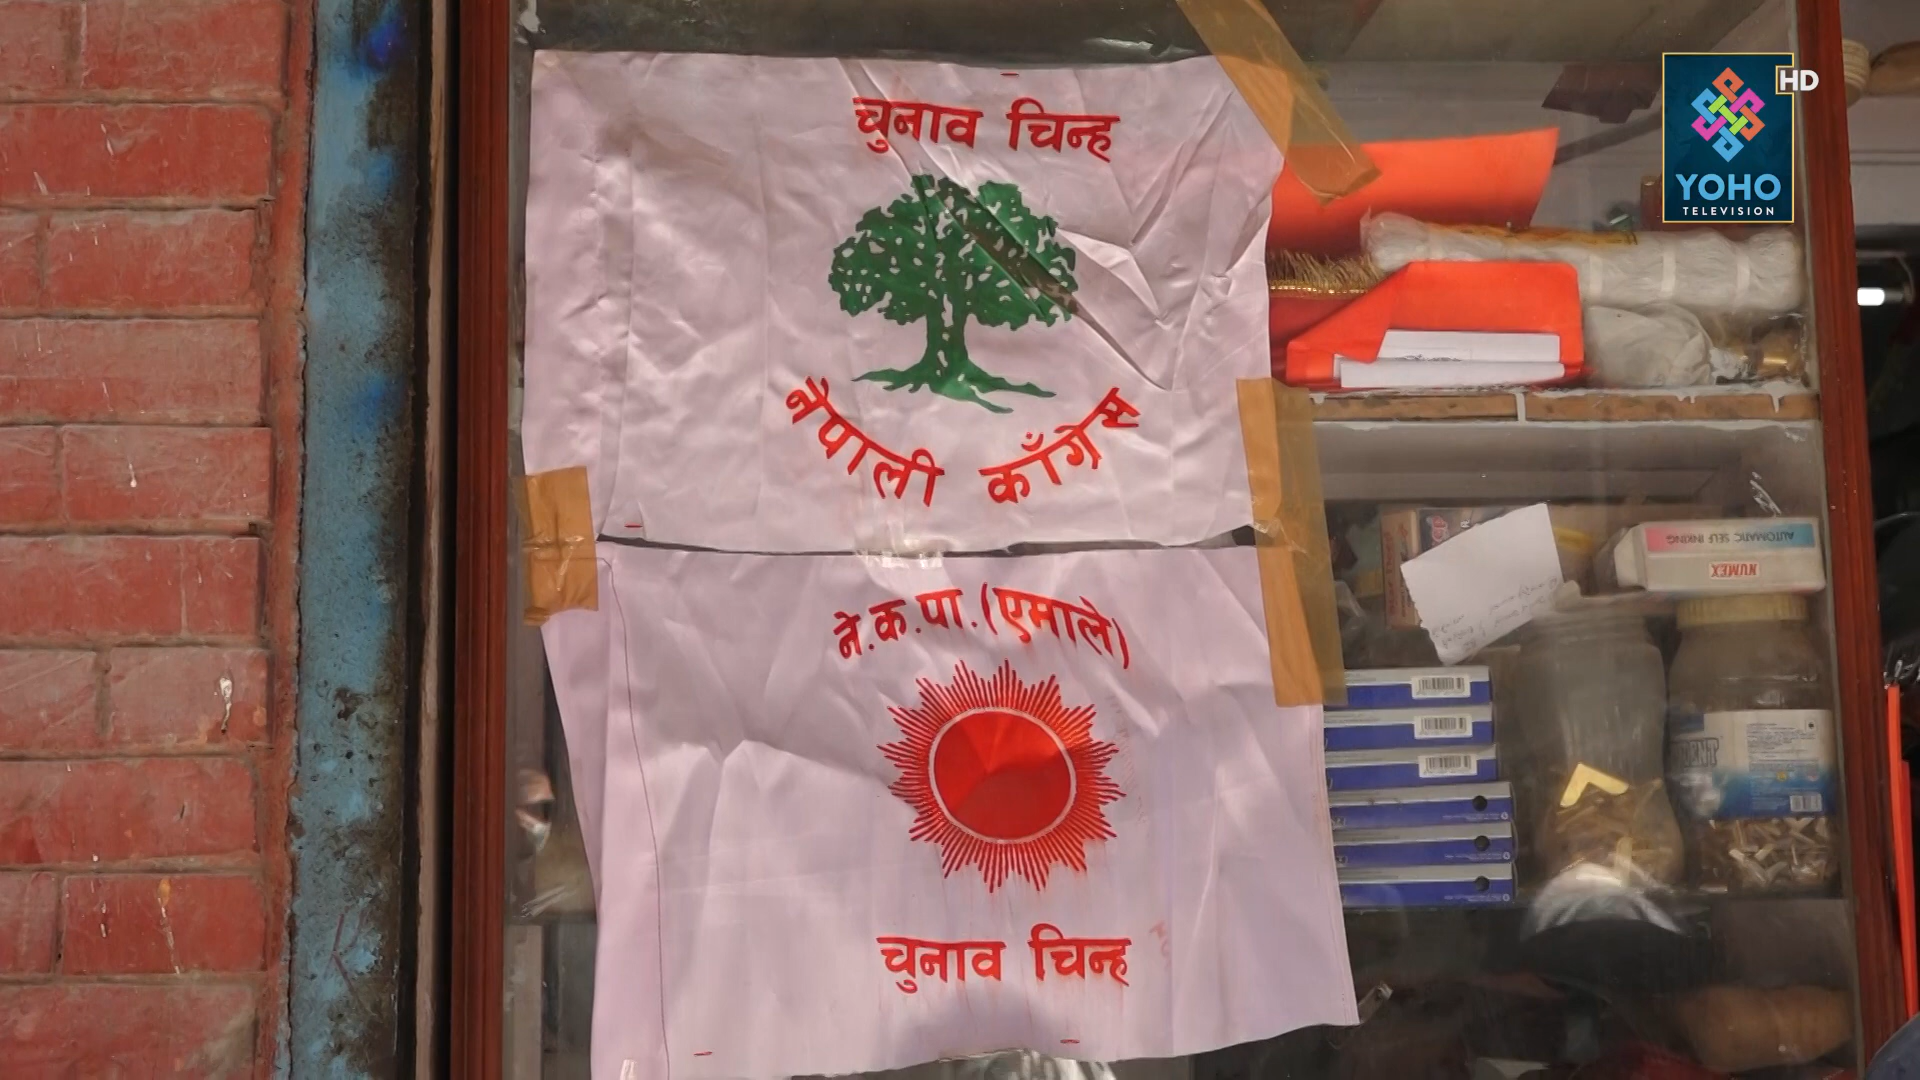 चुनाव चिन्ह
नेपाली काँग्रेस
ने.क.पा.(एमाले)
चुनाव चिन्ह
HD
YOHO
TELEVISION
AUTOMATIC SELF INKING
NUMEX